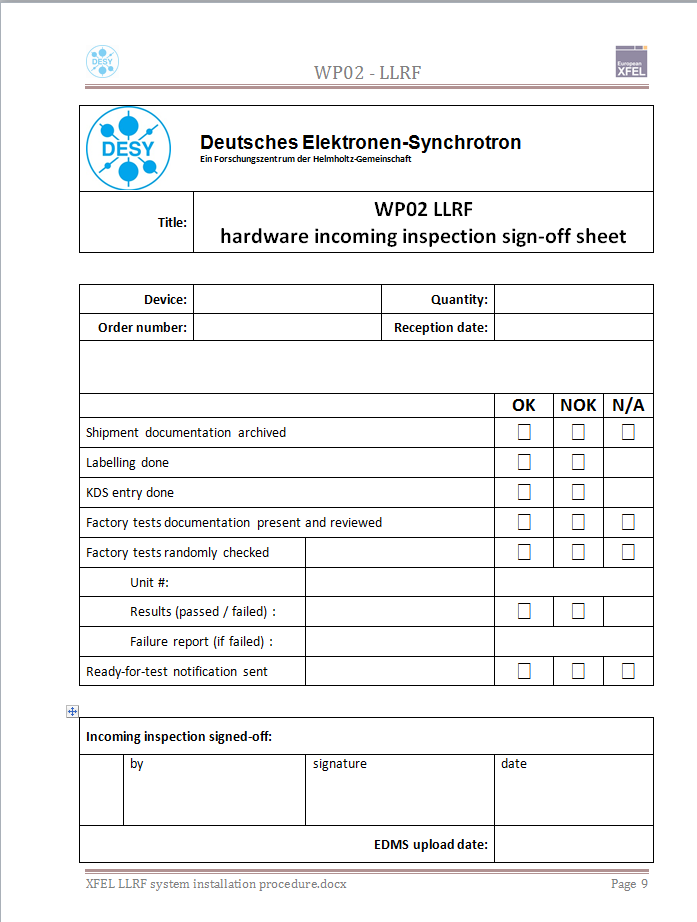 DESY
WP02 - LLRF
European
XFEL
DESY
Deutsches Elektronen-Synchrotron
Ein Forschungszentrum der Helmholtz-Gemeinschaft
Title:
WP02 LLRF
hardware incoming inspection sign-off sheet
Device:
Quantity:
Order number:
Reception date:
OK NOK N/A
Shipment documentation archived
Labelling done
KDS entry done
Factory tests documentation present and reviewed
Factory tests randomly checked
Unit #:
Results (passed / failed) :
Failure report (if failed) :
Ready-for-test notification sent
Incoming inspection signed-off:
by signature date
EDMS upload date:
XFEL LLRF system installation procedure.docx Page 9